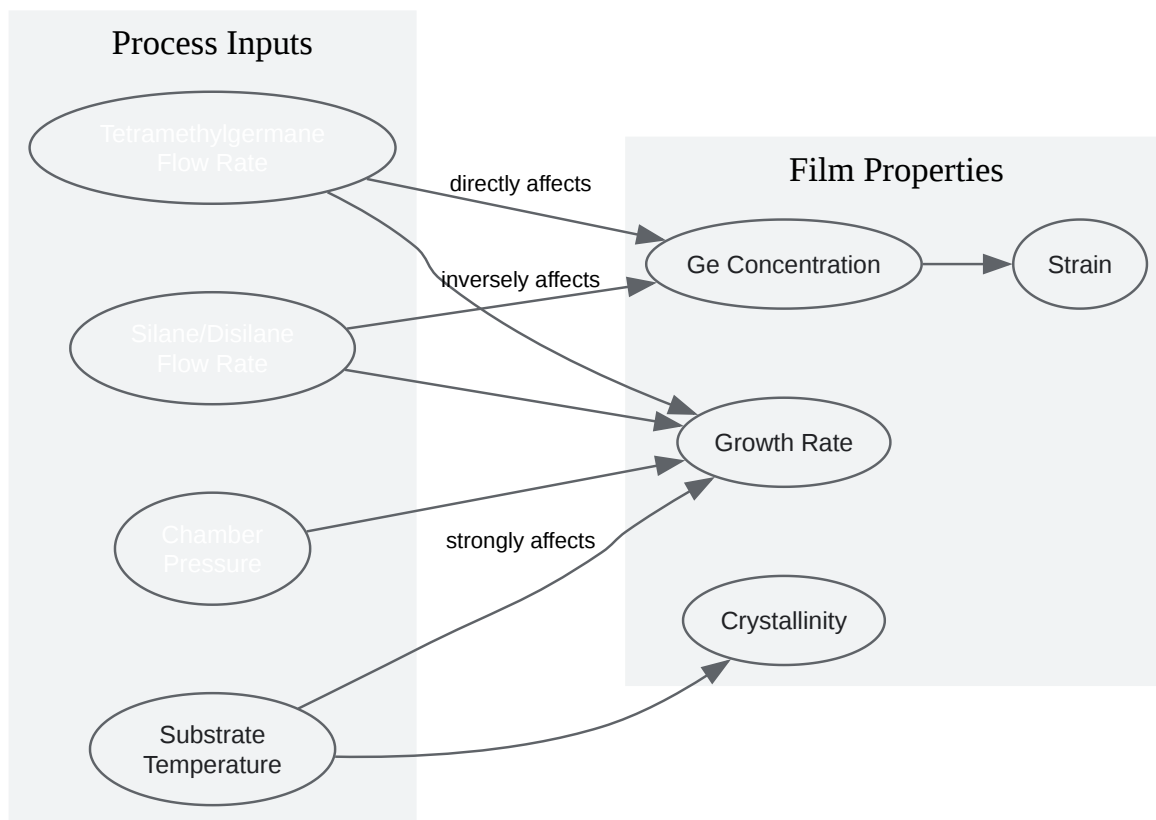 Process Inputs
Tetramethylgermane
Flow Rate
directly affects
Film Properties
Ge Concentration
Strain
inversely affects
Silane/Disilane
Flow Rate
Growth Rate
Chamber
Pressure
strongly affects
Crystallinity
Substrate
Temperature